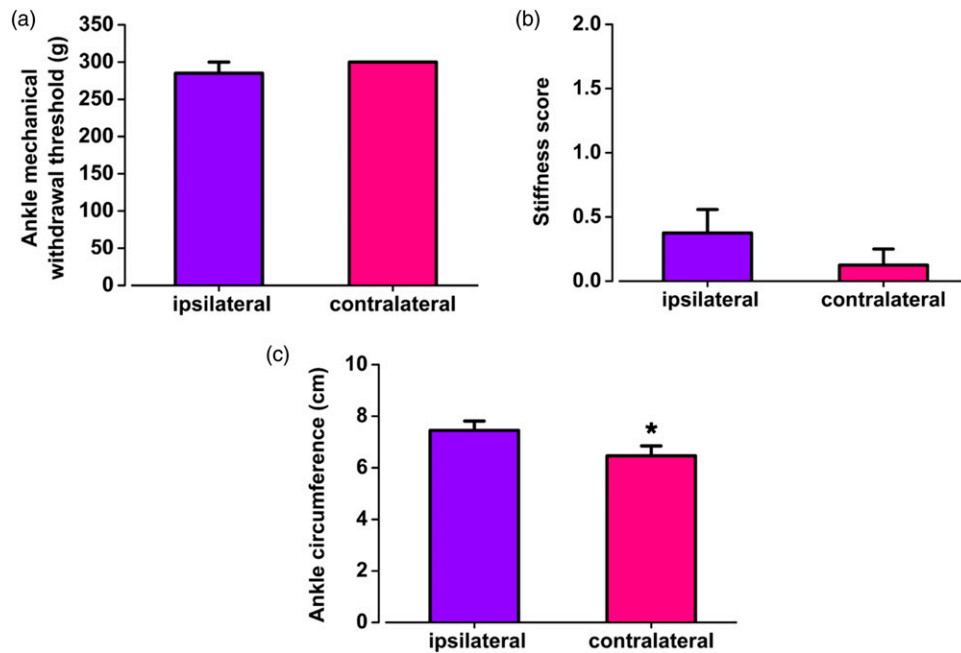 (a)
Ankle mechanical
withdrawal threshold (g)
350
300
250
200
150
100
50
0
ipsilateral
contralateral
(b)
Stiffness score
2.0
1.5
1.0
0.5
0.0
ipsilateral
contralateral
(c)
Ankle circumference (cm)
10
8
6
4
2
0
*
ipsilateral
contralateral